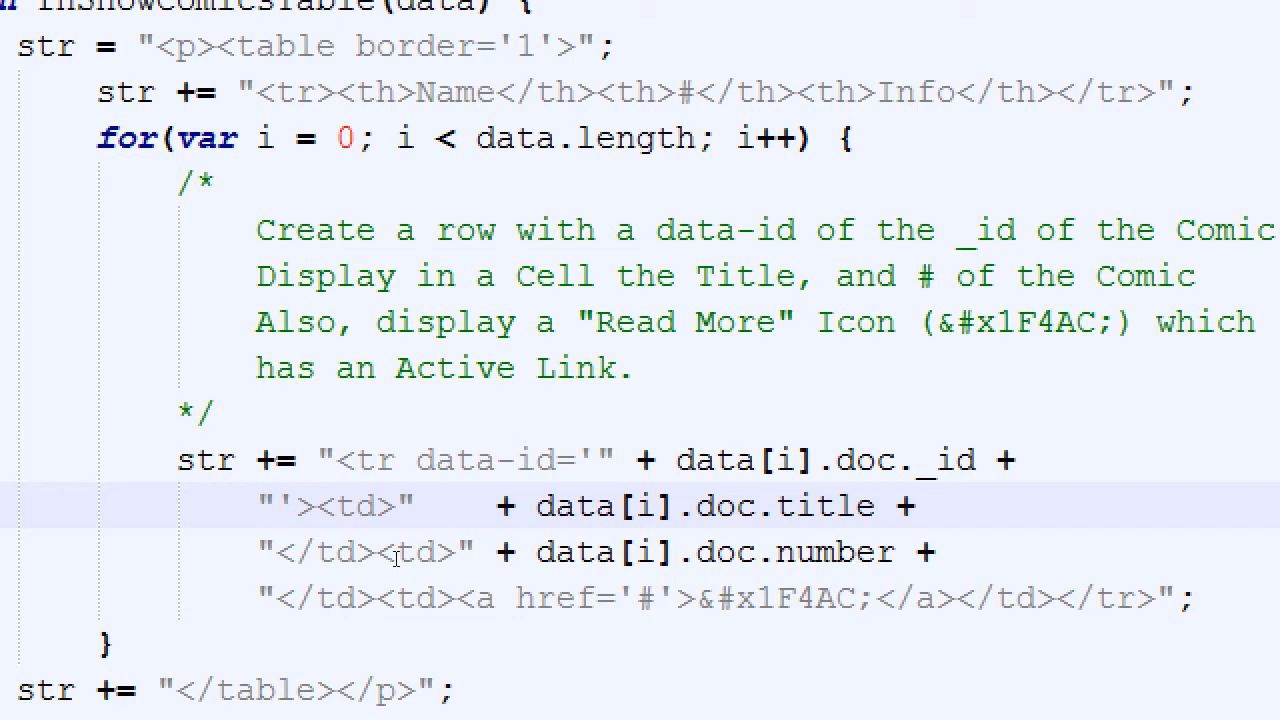 InShowComicsTable(data) {
str = "<p><table border='1'>";
str += "<tr><th>Name</th><th>#</th><th>Info</th></tr>";
for(var i = 0; i < data.length; i++) {
/*
Create a row with a data-id of the _id of the Comic
Display in a Cell the Title, and # of the Comic
Also, display a "Read More" Icon (&#x1F4AC;) which
has an Active Link.
*/
str += "<tr data-id='" + data[i].doc._id +
"'><td>" + data[i].doc.title +
"</td><td>" + data[i].doc.number +
"</td><td><a href='#'>&#x1F4AC;</a></td></tr>";
}
str += "</table></p>";